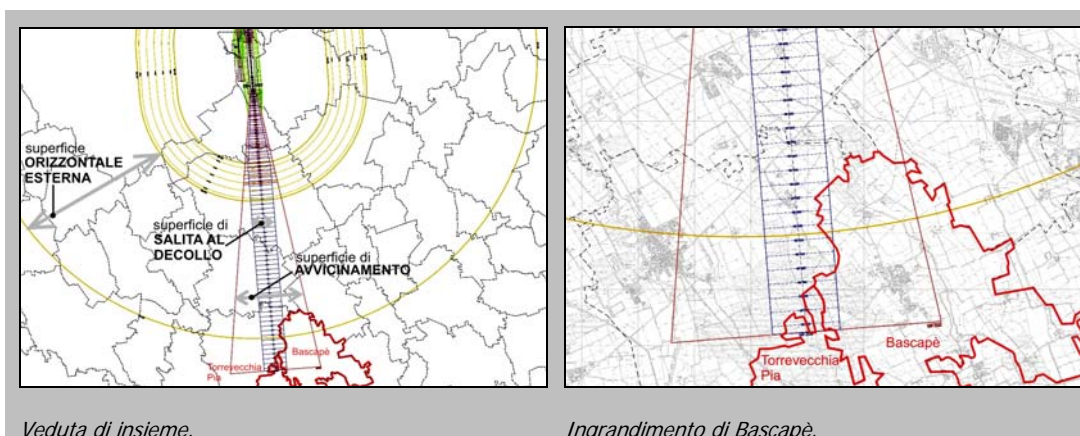 superficie
ORIZZONTALE
ESTERNA
superficie di
SALITA AL
DECOLLO
superficie di
AVVICINAMENTO
Torrevecchia
Pia
Bascapè
Torrevecchia
Pia
Bascapè
Veduta di insieme.
Ingrandimento di Bascapè.